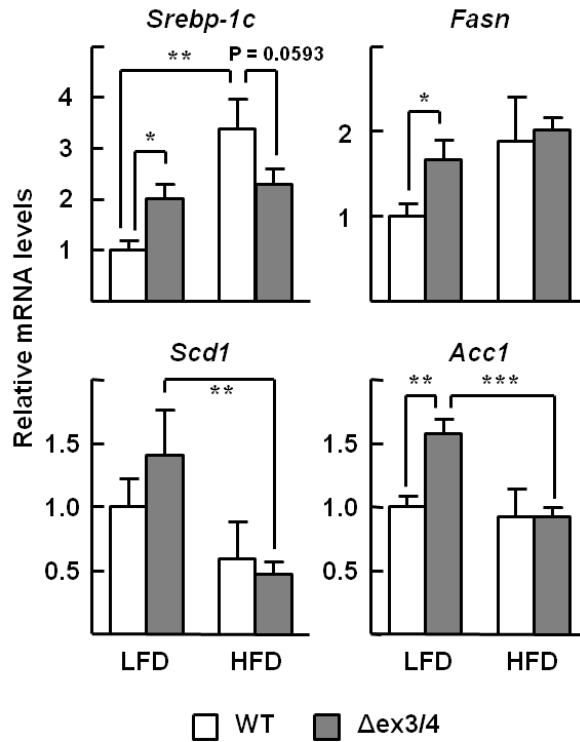 Srebp-1c
Fasn
** P = 0.0593
*
*
4
3
2
1
2
1
Relative mRNA levels
Scd1
Acc1
**
** ***
1.5
1.0
0.5
1.5
1.0
0.5
LFD HFD
LFD HFD
WT Δex3/4